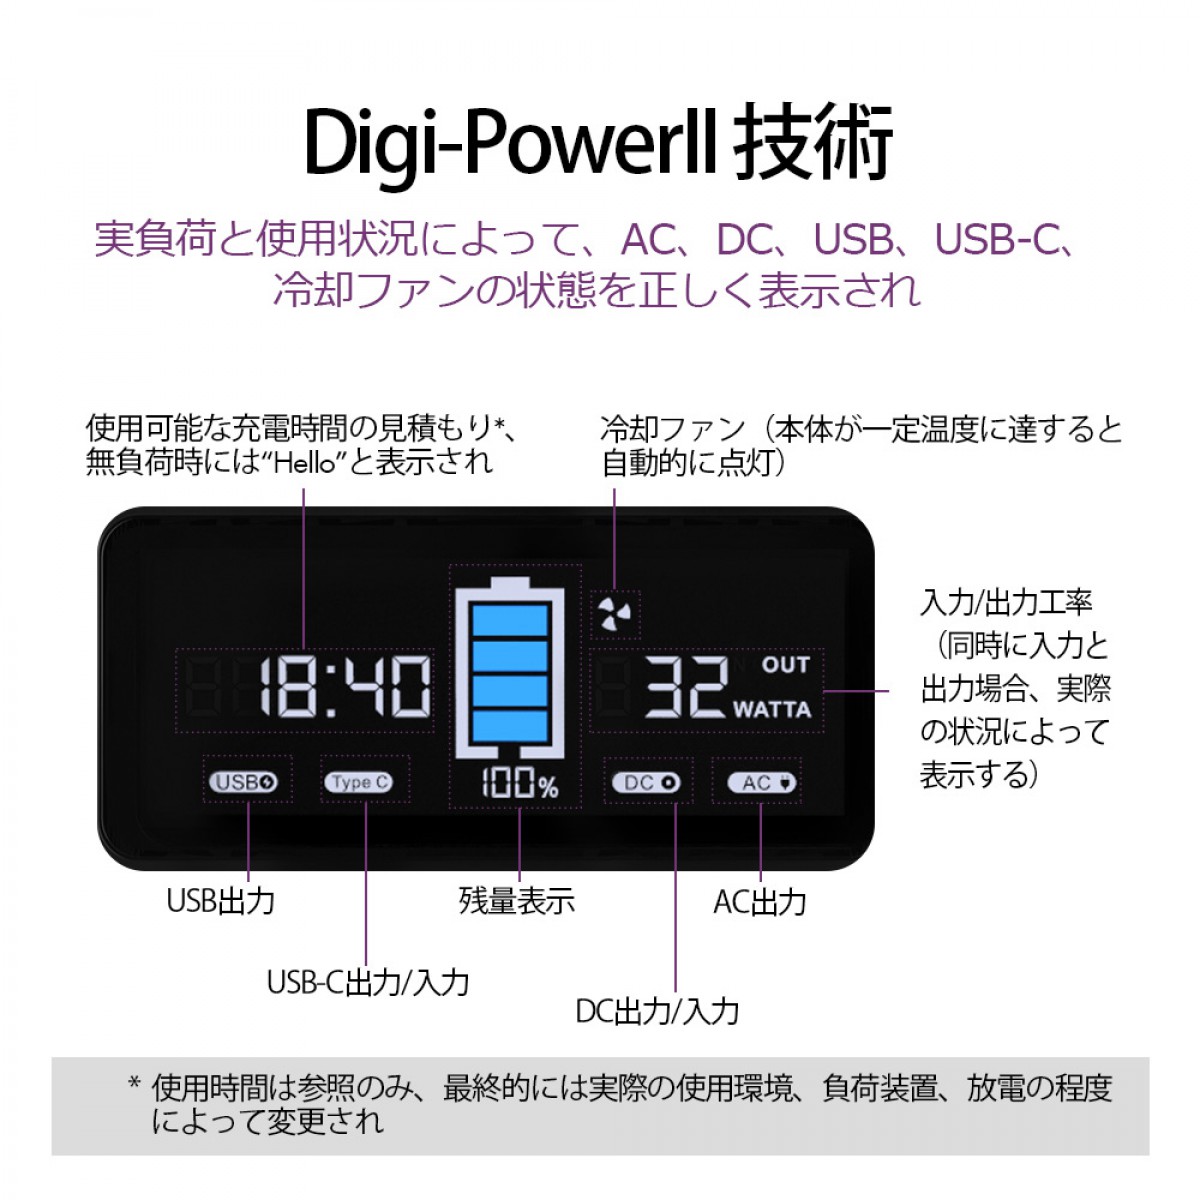 Digi-PowerII 技術
実負荷と使用状況によって、AC、DC、USB、USB-C、
冷却ファンの状態を正しく表示され
使用可能な充電時間の見積もり*、
無負荷時には“Hello”と表示され
冷却ファン（本体が一定温度に達すると
自動的に点灯）
入力/出力工率
（同時に入力と
出力場合、実際
の状況によって
表示する）
18:40
32 OUT
WATTA
USB
Type C
100%
DC
AC
USB出力
残量表示
AC出力
USB-C出力/入力
DC出力/入力
* 使用時間は参照のみ、最終的には実際の使用環境、負荷装置、放電の程度
によって変更され